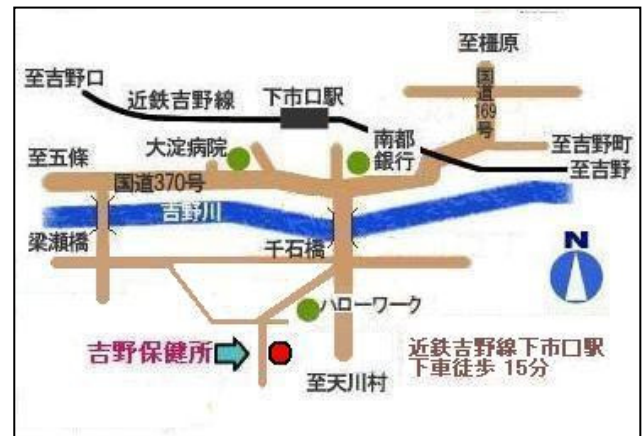 至橿原
至吉野口
近鉄吉野線
下市口駅
国道169号
南都
銀行
至吉野町
至吉野
至五條
大淀病院
国道370号
吉野川
梁瀬橋
千石橋
N
ハローワーク
吉野保健所
近鉄吉野線下市口駅
下車徒歩 15分
至天川村